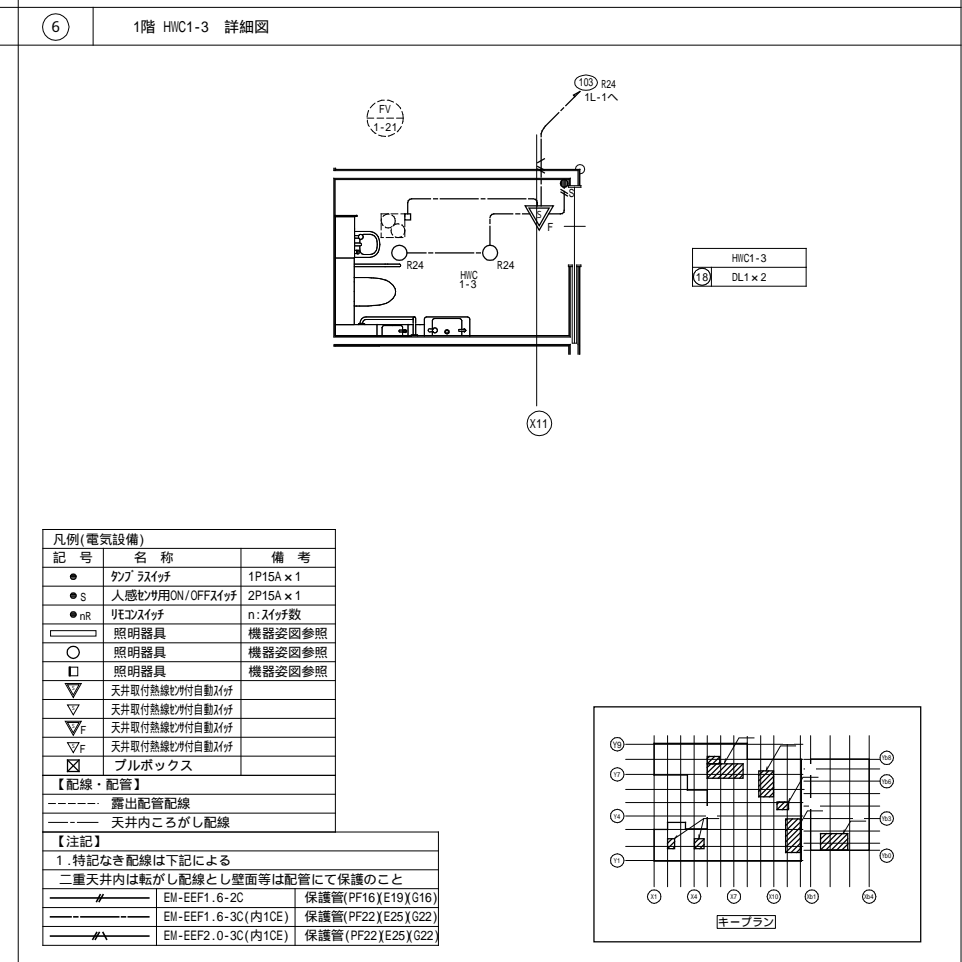 6 1階 HWC1-3 詳細図
103 R24
1L-1へ
FV
1-21
S
S
F
R24
R24
HWC
1-3
HWC1-3
18 DL1×2
X11
凡例(電気設備)
記 号 名 称 備 考
ﾀﾝﾌﾟﾗｽｲｯﾁ 1P15A×1
S 人感ｾﾝｻ用ON/OFFｽｲｯﾁ 2P15A×1
nR ﾘﾓｺﾝｽｲｯﾁ n:ｽｲｯﾁ数
照明器具 機器姿図参照
照明器具 機器姿図参照
照明器具 機器姿図参照
天井取付熱線ｾﾝｻ付自動ｽｲｯﾁ
天井取付熱線ｾﾝｻ付自動ｽｲｯﾁ
F 天井取付熱線ｾﾝｻ付自動ｽｲｯﾁ
F 天井取付熱線ｾﾝｻ付自動ｽｲｯﾁ
プルボックス
【配線・配管】
露出配管配線
天井内ころがし配線
【注記】
1.特記なき配線は下記による
二重天井内は転がし配線とし壁面等は配管にて保護のこと
EM-EEF1.6-2C 保護管(PF16)(E19)(G16)
EM-EEF1.6-3C(内1CE) 保護管(PF22)(E25)(G22)
EM-EEF2.0-3C(内1CE) 保護管(PF22)(E25)(G22)
Y9
Y7
Y4
Y1
Yb8
Yb6
Yb3
Yb0
X1 X4 X7 X10 Xb1 Xb4
キープラン